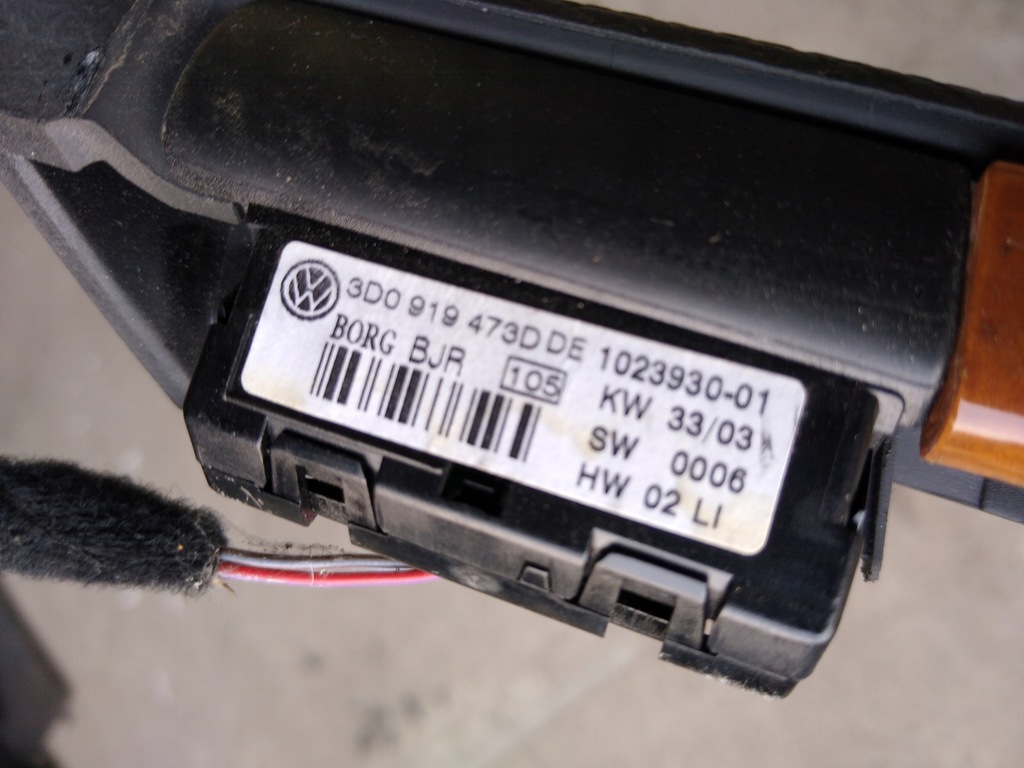 3D0 919 473D DE 1023930-01
BORG BJR 105 KW 33/03
SW 0006
HW 02 LI